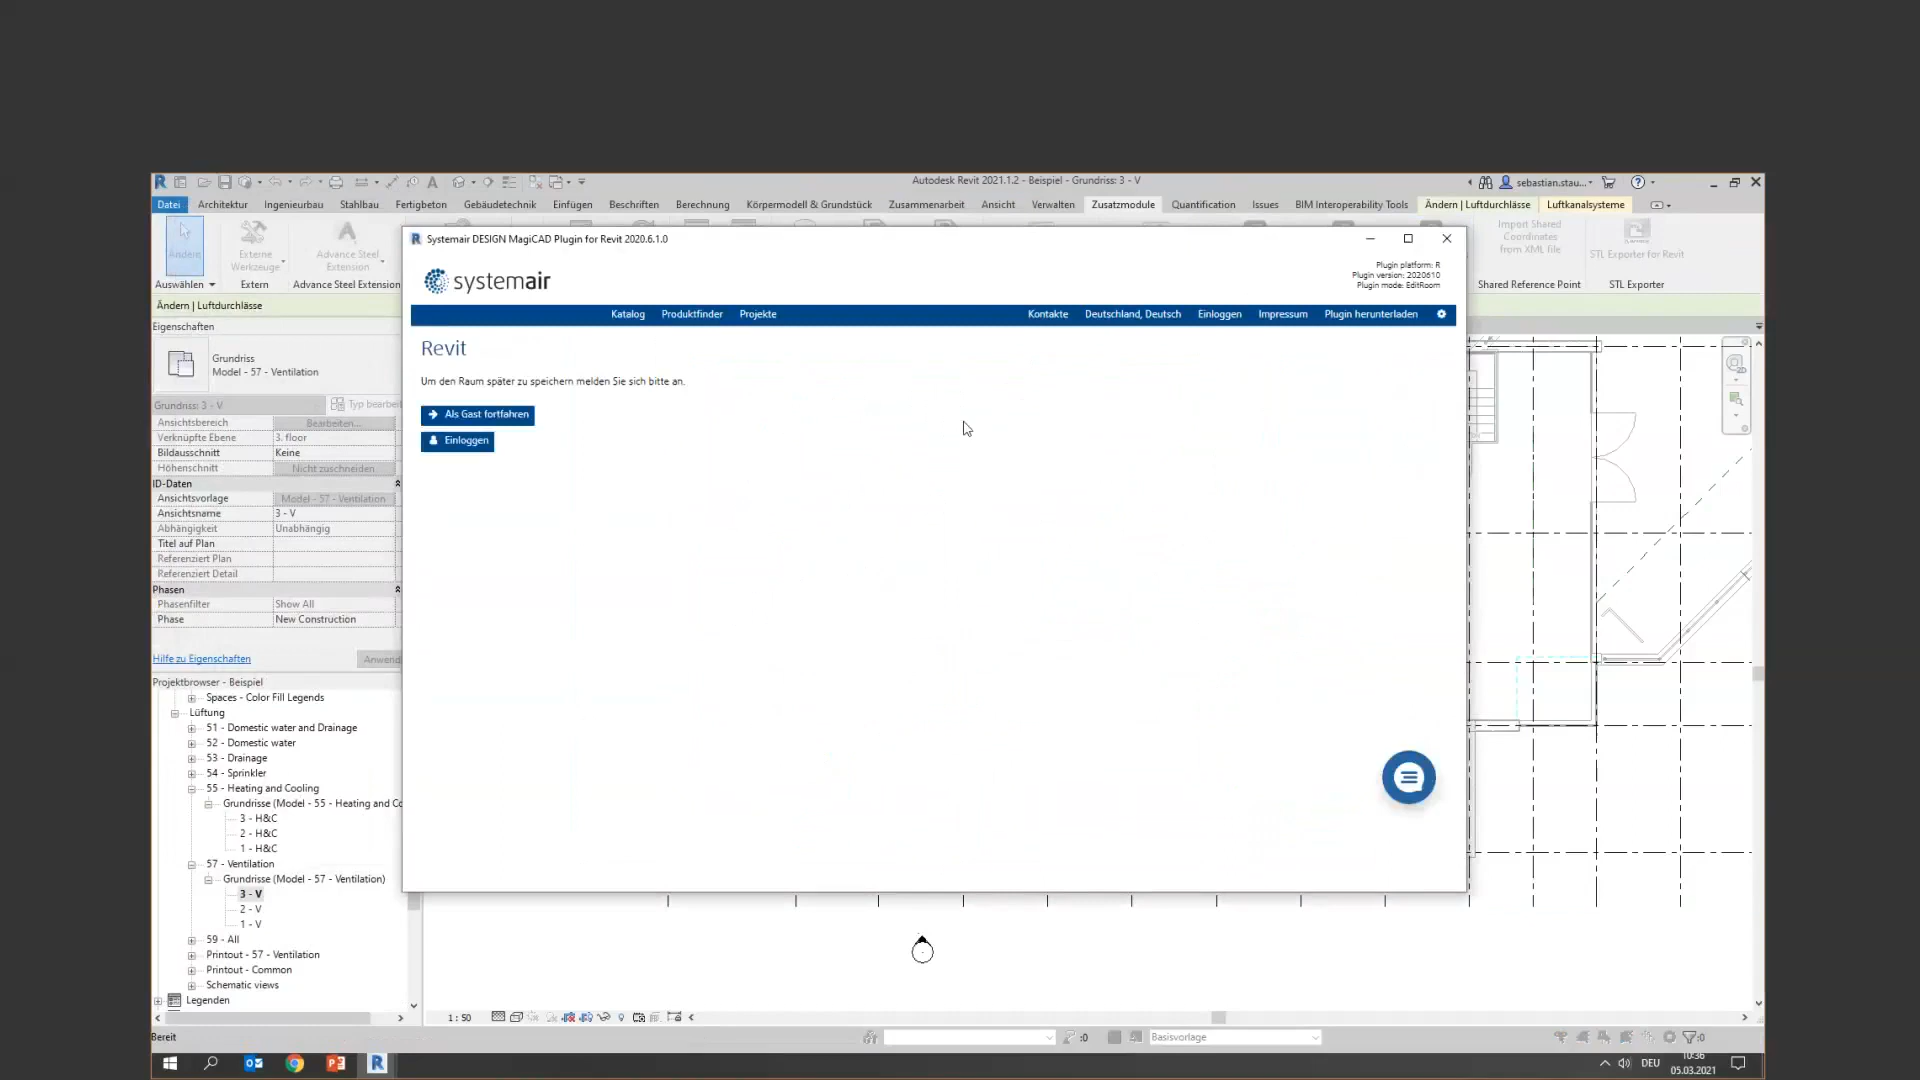 Autodesk Revit 2021.1.2 - Beispiel - Grundriss: 3 - V
sebastian.stau...
Datei Architektur Ingenieurbau Stahlbau Fertigbeton Gebäudetechnik Einfügen Beschriften Berechnung Körpermodell & Grundstück Zusammenarbeit Ansicht Verwalten Zusatzmodule Quantification Issues BIM Interoperability Tools Ändern | Luftdurchlässe Luftkanalsysteme
Ändern
Externe Werkzeuge
Advance Steel Extension
Import Shared Coordinates from XML file
STL Exporter for Revit
Auswählen Extern Advance Steel Extension Shared Reference Point STL Exporter
Ändern | Luftdurchlässe
Systemair DESIGN MagiCAD Plugin for Revit 2020.6.1.0
systemair
Plugin platform: R
Plugin version: 2020610
Plugin mode: EditRoom
Katalog Produktfinder Projekte Kontakte Deutschland, Deutsch Einloggen Impressum Plugin herunterladen
Revit
Um den Raum später zu speichern melden Sie sich bitte an.
Als Gast fortfahren
Einloggen
Eigenschaften
Grundriss
Model - 57 - Ventilation
Grundriss: 3 - V Typ bearbei
Ansichtsbereich Bearbeiten...
Verknüpfte Ebene 3. floor
Bildausschnitt Keine
Höhenschnitt Nicht zuschneiden
ID-Daten
Ansichtsvorlage Model - 57 - Ventilation
Ansichtsname 3 - V
Abhängigkeit Unabhängig
Titel auf Plan
Referenziert Plan
Referenziert Detail
Phasen
Phasenfilter Show All
Phase New Construction
Hilfe zu Eigenschaften Anwend
Projektbrowser - Beispiel
Spaces - Color Fill Legends
Lüftung
51 - Domestic water and Drainage
52 - Domestic water
53 - Drainage
54 - Sprinkler
55 - Heating and Cooling
Grundrisse (Model - 55 - Heating and Co
3 - H&C
2 - H&C
1 - H&C
57 - Ventilation
Grundrisse (Model - 57 - Ventilation)
3 - V
2 - V
1 - V
59 - All
Printout - 57 - Ventilation
Printout - Common
Schematic views
Legenden
1 : 50
Bereit :0 Basisvorlage :0
DEU 10:36
05.03.2021